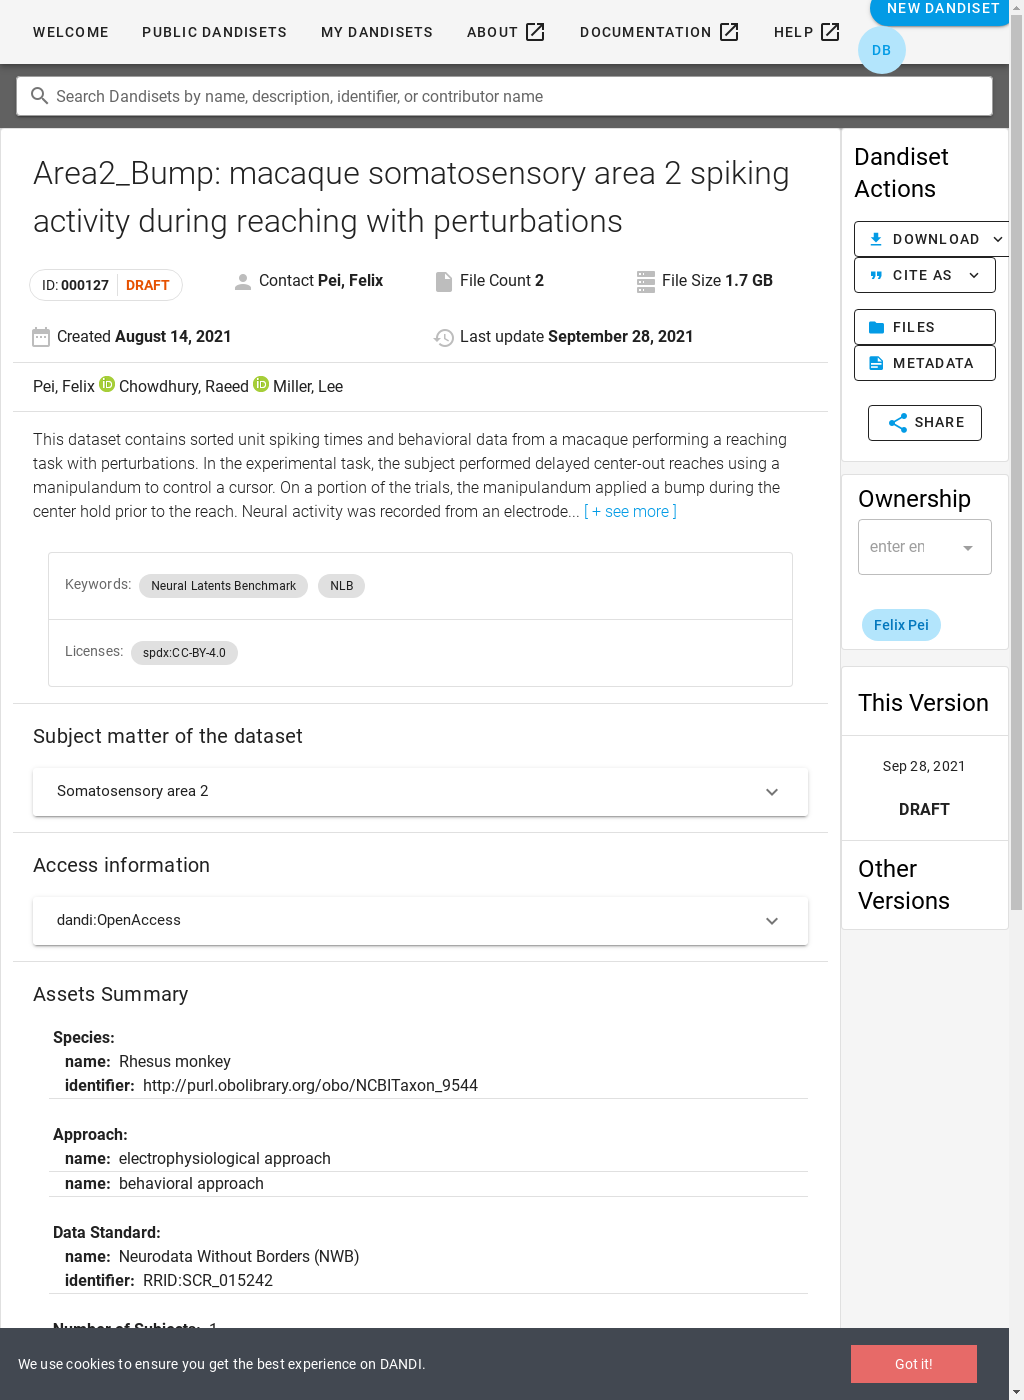 WELCOME PUBLIC DANDISETS MY DANDISETS ABOUT DOCUMENTATION HELP NEW DANDISET
DB
Search Dandisets by name, description, identifier, or contributor name
Area2_Bump: macaque somatosensory area 2 spiking
activity during reaching with perturbations
ID: 000127 DRAFT Contact Pei, Felix File Count 2 File Size 1.7 GB
Created August 14, 2021 Last update September 28, 2021
Pei, Felix Chowdhury, Raeed Miller, Lee
This dataset contains sorted unit spiking times and behavioral data from a macaque performing a reaching
task with perturbations. In the experimental task, the subject performed delayed center-out reaches using a
manipulandum to control a cursor. On a portion of the trials, the manipulandum applied a bump during the
center hold prior to the reach. Neural activity was recorded from an electrode... [ + see more ]
Keywords: Neural Latents Benchmark NLB
Licenses: spdx:CC-BY-4.0
Subject matter of the dataset
Somatosensory area 2
Access information
dandi:OpenAccess
Assets Summary
Species:
name: Rhesus monkey
identifier: http://purl.obolibrary.org/obo/NCBITaxon_9544
Approach:
name: electrophysiological approach
name: behavioral approach
Data Standard:
name: Neurodata Without Borders (NWB)
identifier: RRID:SCR_015242
Number of Subjects: 1
Dandiset
Actions
DOWNLOAD
CITE AS
FILES
METADATA
SHARE
Ownership
enter en
Felix Pei
This Version
Sep 28, 2021
DRAFT
Other
Versions
We use cookies to ensure you get the best experience on DANDI. Got it!